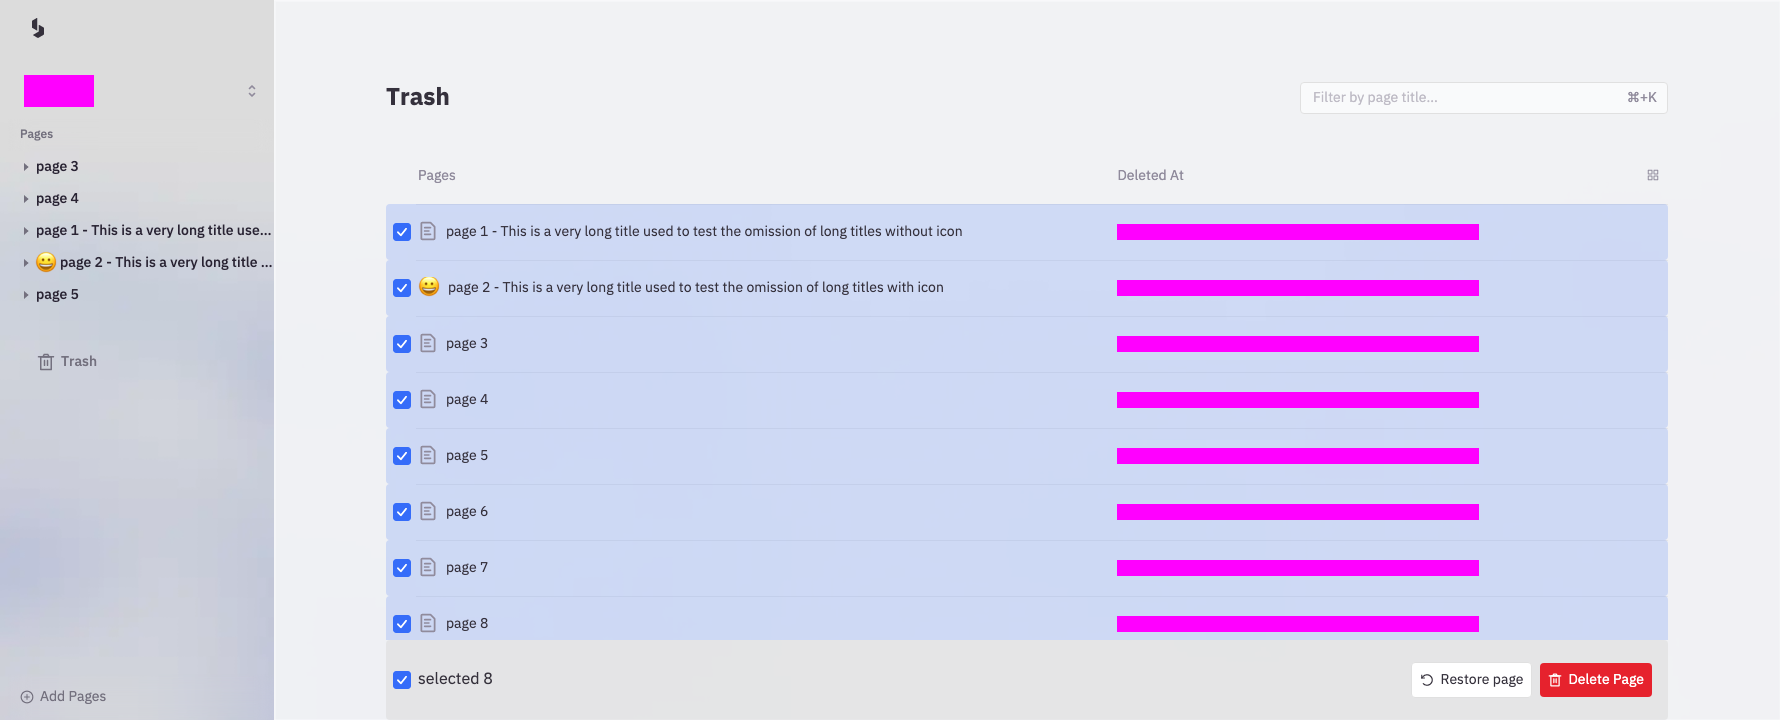 Pages
page 3
page 4
page 1 - This is a very long title use...
page 2 - This is a very long title ...
page 5
Trash
Add Pages
Trash
Filter by page title...
⌘+K
Pages
Deleted At
page 1 - This is a very long title used to test the omission of long titles without icon
page 2 - This is a very long title used to test the omission of long titles with icon
page 3
page 4
page 5
page 6
page 7
page 8
selected 8
Restore page
Delete Page